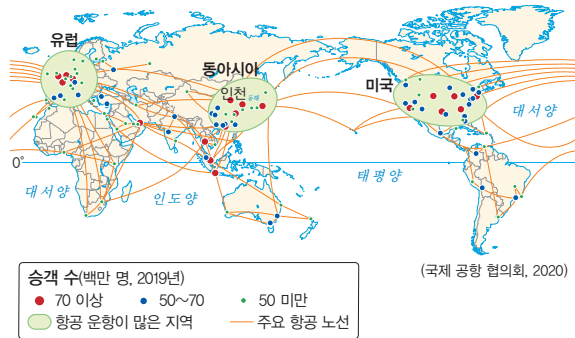 유럽
동아시아
인천
미국
대서양
0°
대서양
인도양
태평양
승객 수(백만 명, 2019년)
70 이상
50~70
50 미만
항공 운항이 많은 지역
주요 항공 노선
(국제 공항 협의회, 2020)